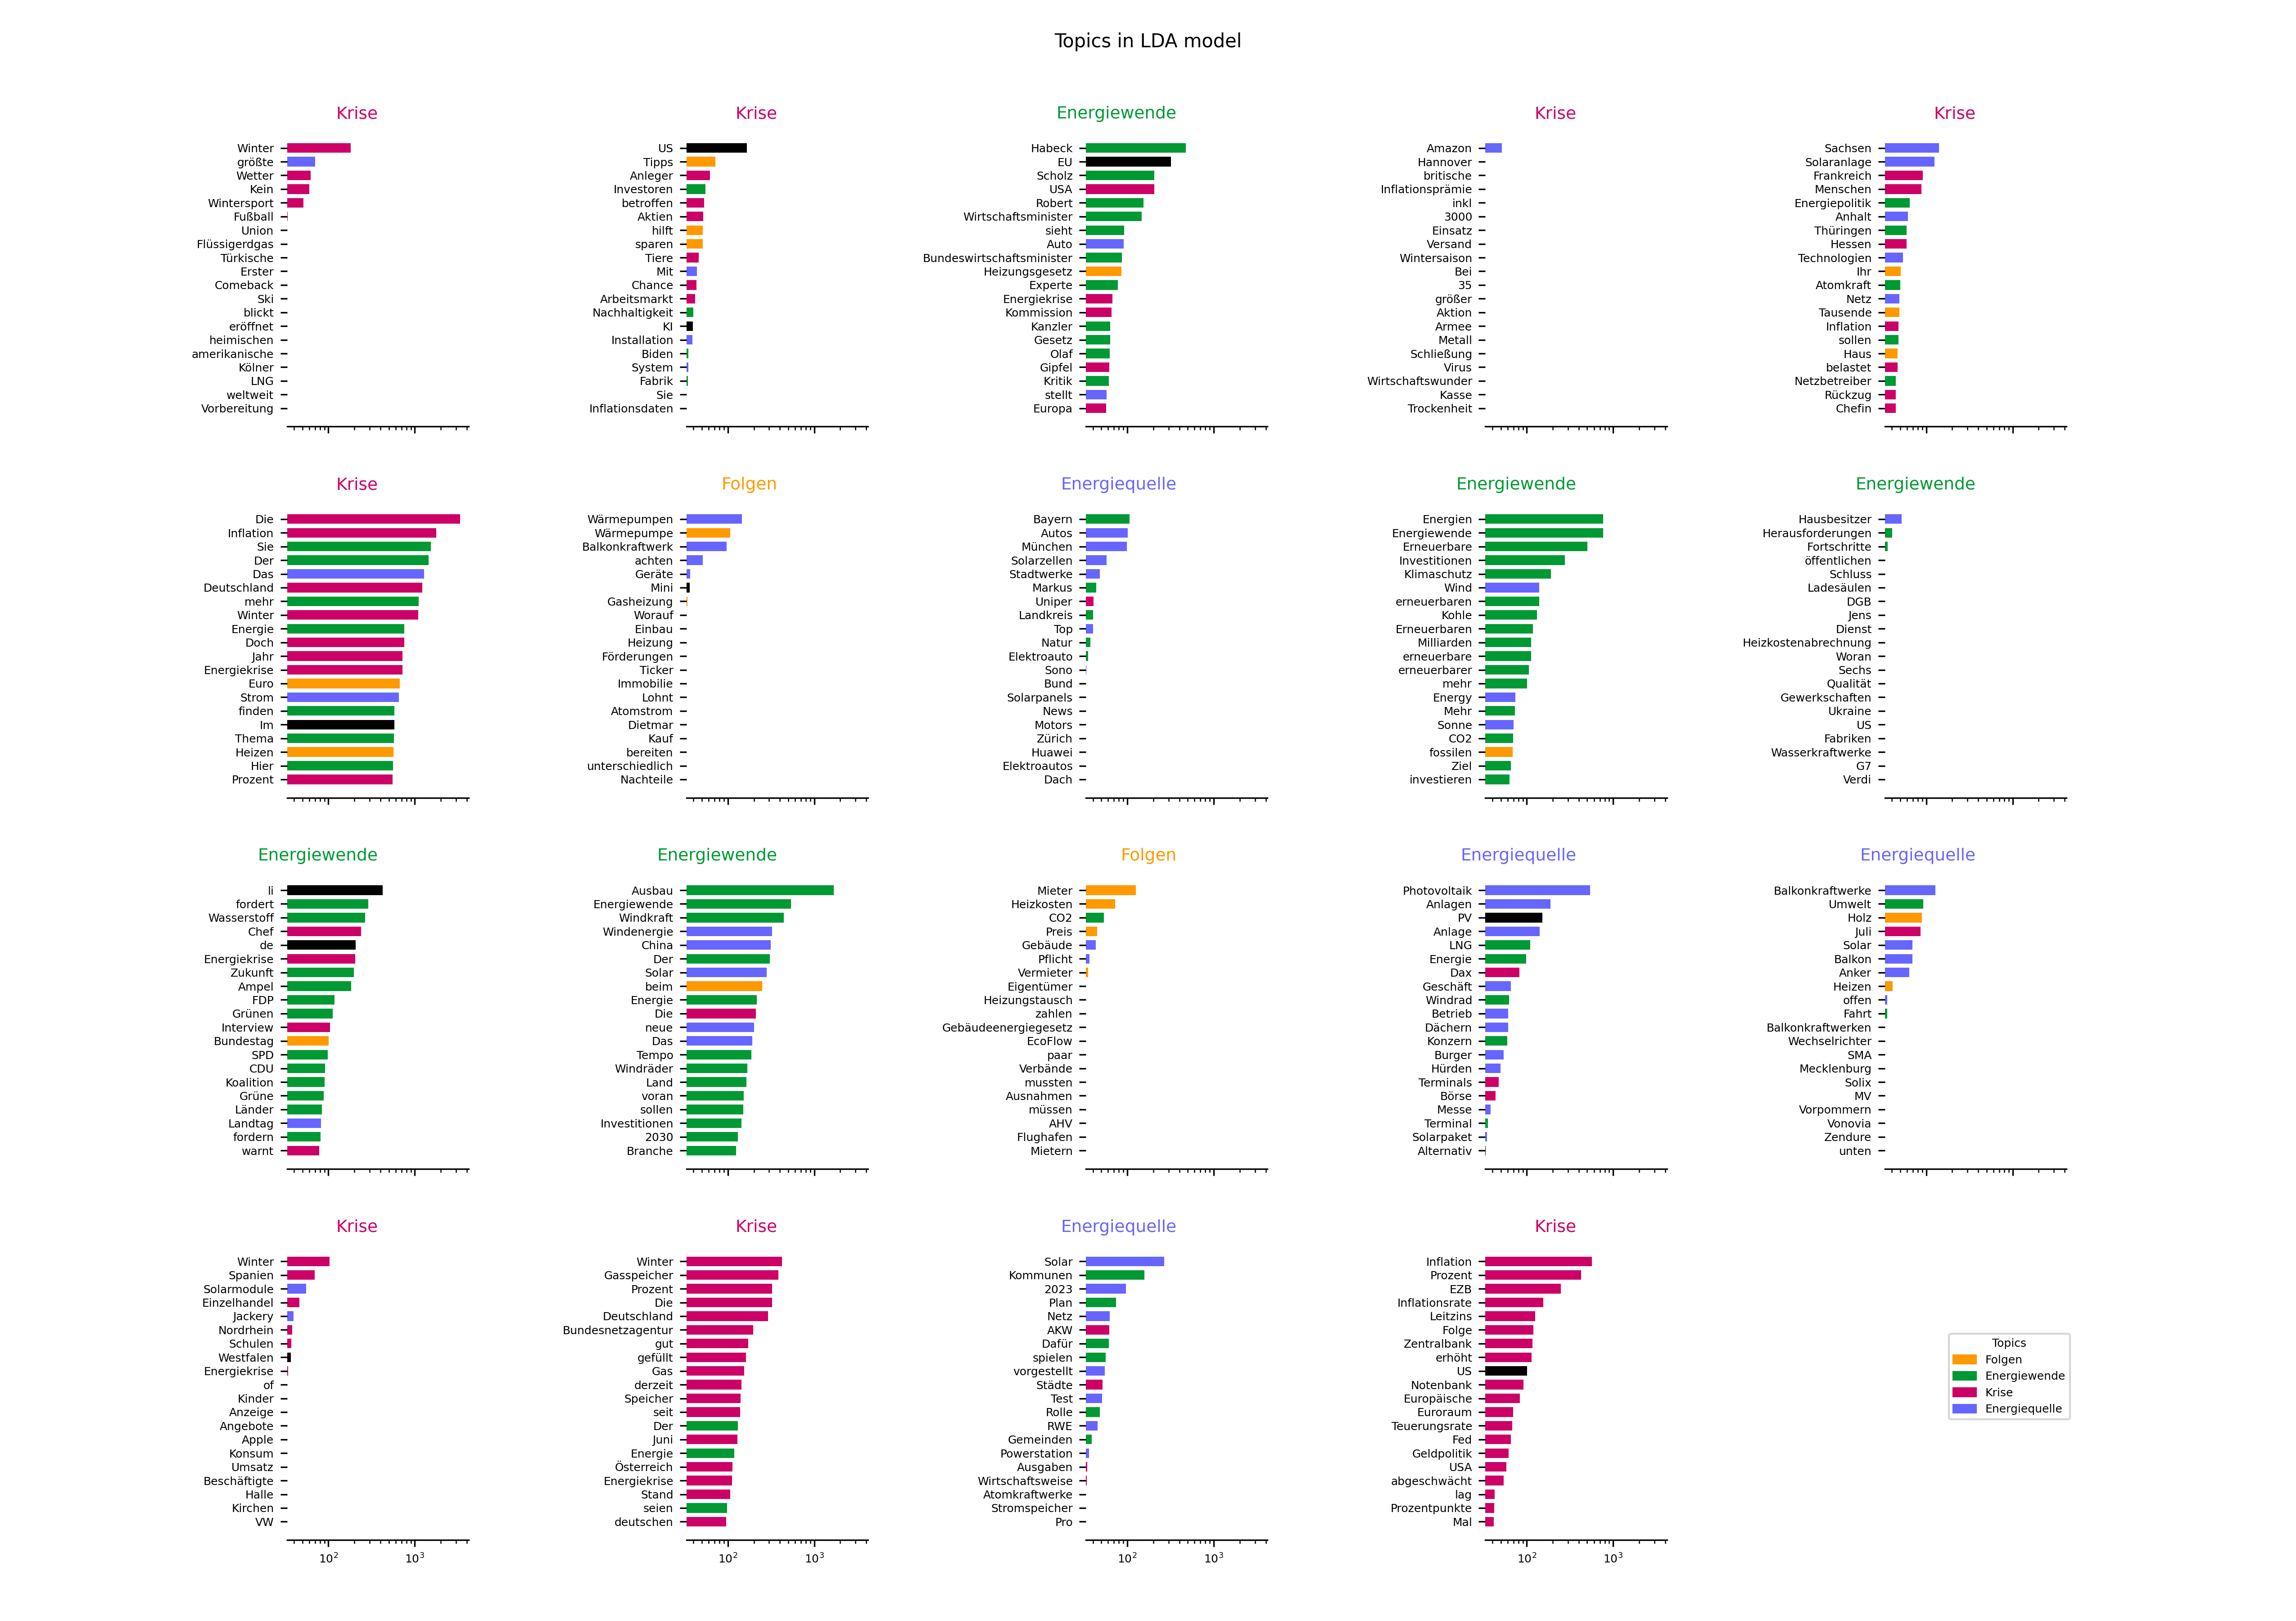 Topics in LDA model
Krise
Winter
größte
Wetter
Kein
Wintersport
Fußball
Union
Flüssigerdgas
Türkische
Erster
Comeback
Ski
blickt
eröffnet
heimischen
amerikanische
Kölner
LNG
weltweit
Vorbereitung
Krise
US
Tipps
Anleger
Investoren
betroffen
Aktien
hilft
sparen
Tiere
Mit
Chance
Arbeitsmarkt
Nachhaltigkeit
KI
Installation
Biden
System
Fabrik
Sie
Inflationsdaten
Energiewende
Habeck
EU
Scholz
USA
Robert
Wirtschaftsminister
sieht
Auto
Bundeswirtschaftsminister
Heizungsgesetz
Experte
Energiekrise
Kommission
Kanzler
Gesetz
Olaf
Gipfel
Kritik
stellt
Europa
Krise
Amazon
Hannover
britische
Inflationsprämie
inkl
3000
Einsatz
Versand
Wintersaison
Bei
35
größer
Aktion
Armee
Metall
Schließung
Virus
Wirtschaftswunder
Kasse
Trockenheit
Krise
Sachsen
Solaranlage
Frankreich
Menschen
Energiepolitik
Anhalt
Thüringen
Hessen
Technologien
Ihr
Atomkraft
Netz
Tausende
Inflation
sollen
Haus
belastet
Netzbetreiber
Rückzug
Chefin
Krise
Die
Inflation
Sie
Der
Das
Deutschland
mehr
Winter
Energie
Doch
Jahr
Energiekrise
Euro
Strom
finden
Im
Thema
Heizen
Hier
Prozent
Folgen
Wärmepumpen
Wärmepumpe
Balkonkraftwerk
achten
Geräte
Mini
Gasheizung
Worauf
Einbau
Heizung
Förderungen
Ticker
Immobilie
Lohnt
Atomstrom
Dietmar
Kauf
bereiten
unterschiedlich
Nachteile
Energiequelle
Bayern
Autos
München
Solarzellen
Stadtwerke
Markus
Uniper
Landkreis
Top
Natur
Elektroauto
Sono
Bund
Solarpanels
News
Motors
Zürich
Huawei
Elektroautos
Dach
Energiewende
Energien
Energiewende
Erneuerbare
Investitionen
Klimaschutz
Wind
erneuerbaren
Kohle
Erneuerbaren
Milliarden
erneuerbare
erneuerbarer
mehr
Energy
Mehr
Sonne
CO2
fossilen
Ziel
investieren
Energiewende
Hausbesitzer
Herausforderungen
Fortschritte
öffentlichen
Schluss
Ladesäulen
DGB
Jens
Dienst
Heizkostenabrechnung
Woran
Sechs
Qualität
Gewerkschaften
Ukraine
US
Fabriken
Wasserkraftwerke
G7
Verdi
Energiewende
li
fordert
Wasserstoff
Chef
de
Energiekrise
Zukunft
Ampel
FDP
Grünen
Interview
Bundestag
SPD
CDU
Koalition
Grüne
Länder
Landtag
fordern
warnt
Energiewende
Ausbau
Energiewende
Windkraft
Windenergie
China
Der
Solar
beim
Energie
Die
neue
Das
Tempo
Windräder
Land
voran
sollen
Investitionen
2030
Branche
Folgen
Mieter
Heizkosten
CO2
Preis
Gebäude
Pflicht
Vermieter
Eigentümer
Heizungstausch
zahlen
Gebäudeenergiegesetz
EcoFlow
paar
Verbände
mussten
Ausnahmen
müssen
AHV
Flughafen
Mietern
Energiequelle
Photovoltaik
Anlagen
PV
Anlage
LNG
Energie
Dax
Geschäft
Windrad
Betrieb
Dächern
Konzern
Burger
Hürden
Terminals
Börse
Messe
Terminal
Solarpaket
Alternativ
Energiequelle
Balkonkraftwerke
Umwelt
Holz
Juli
Solar
Balkon
Anker
Heizen
offen
Fahrt
Balkonkraftwerken
Wechselrichter
SMA
Mecklenburg
Solix
MV
Vorpommern
Vonovia
Zendure
unten
Krise
Winter
Spanien
Solarmodule
Einzelhandel
Jackery
Nordrhein
Schulen
Westfalen
Energiekrise
of
Kinder
Anzeige
Angebote
Apple
Konsum
Umsatz
Beschäftigte
Halle
Kirchen
VW
10² 10³
Krise
Winter
Gasspeicher
Prozent
Die
Deutschland
Bundesnetzagentur
gut
gefüllt
Gas
derzeit
Speicher
seit
Der
Juni
Energie
Österreich
Energiekrise
Stand
seien
deutschen
10² 10³
Energiequelle
Solar
Kommunen
2023
Plan
Netz
AKW
Dafür
spielen
vorgestellt
Städte
Test
Rolle
RWE
Gemeinden
Powerstation
Ausgaben
Wirtschaftsweise
Atomkraftwerke
Stromspeicher
Pro
10² 10³
Krise
Inflation
Prozent
EZB
Inflationsrate
Leitzins
Folge
Zentralbank
erhöht
US
Notenbank
Europäische
Euroraum
Teuerungsrate
Fed
Geldpolitik
USA
abgeschwächt
lag
Prozentpunkte
Mal
10² 10³
Topics
Folgen
Energiewende
Krise
Energiequelle